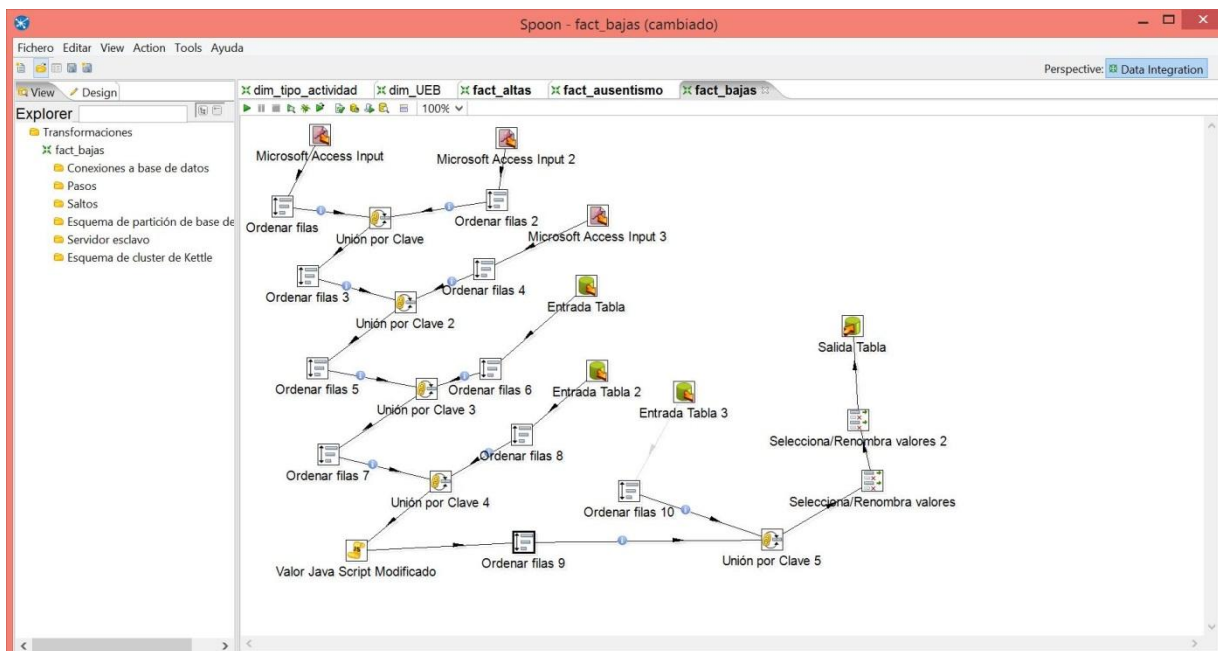 Spoon - fact_bajas (cambiado)
Fichero Editar View Action Tools Ayuda
Perspective: Data Integration
View Design
dim_tipo_actividad dim_UEB fact_altas fact_ausentismo fact_bajas
Explorer
100%
Transformaciones
fact_bajas
Conexiones a base de datos
Pasos
Saltos
Esquema de partición de base de
Servidor esclavo
Esquema de cluster de Kettle
Microsoft Access Input
Microsoft Access Input 2
Ordenar filas
Ordenar filas 2
Unión por Clave
Microsoft Access Input 3
Ordenar filas 3
Ordenar filas 4
Unión por Clave 2
Entrada Tabla
Salida Tabla
Ordenar filas 5
Ordenar filas 6
Unión por Clave 3
Entrada Tabla 2
Entrada Tabla 3
Selecciona/Renombra valores 2
Ordenar filas 7
Ordenar filas 8
Unión por Clave 4
Ordenar filas 10
Selecciona/Renombra valores
Valor Java Script Modificado
Ordenar filas 9
Unión por Clave 5